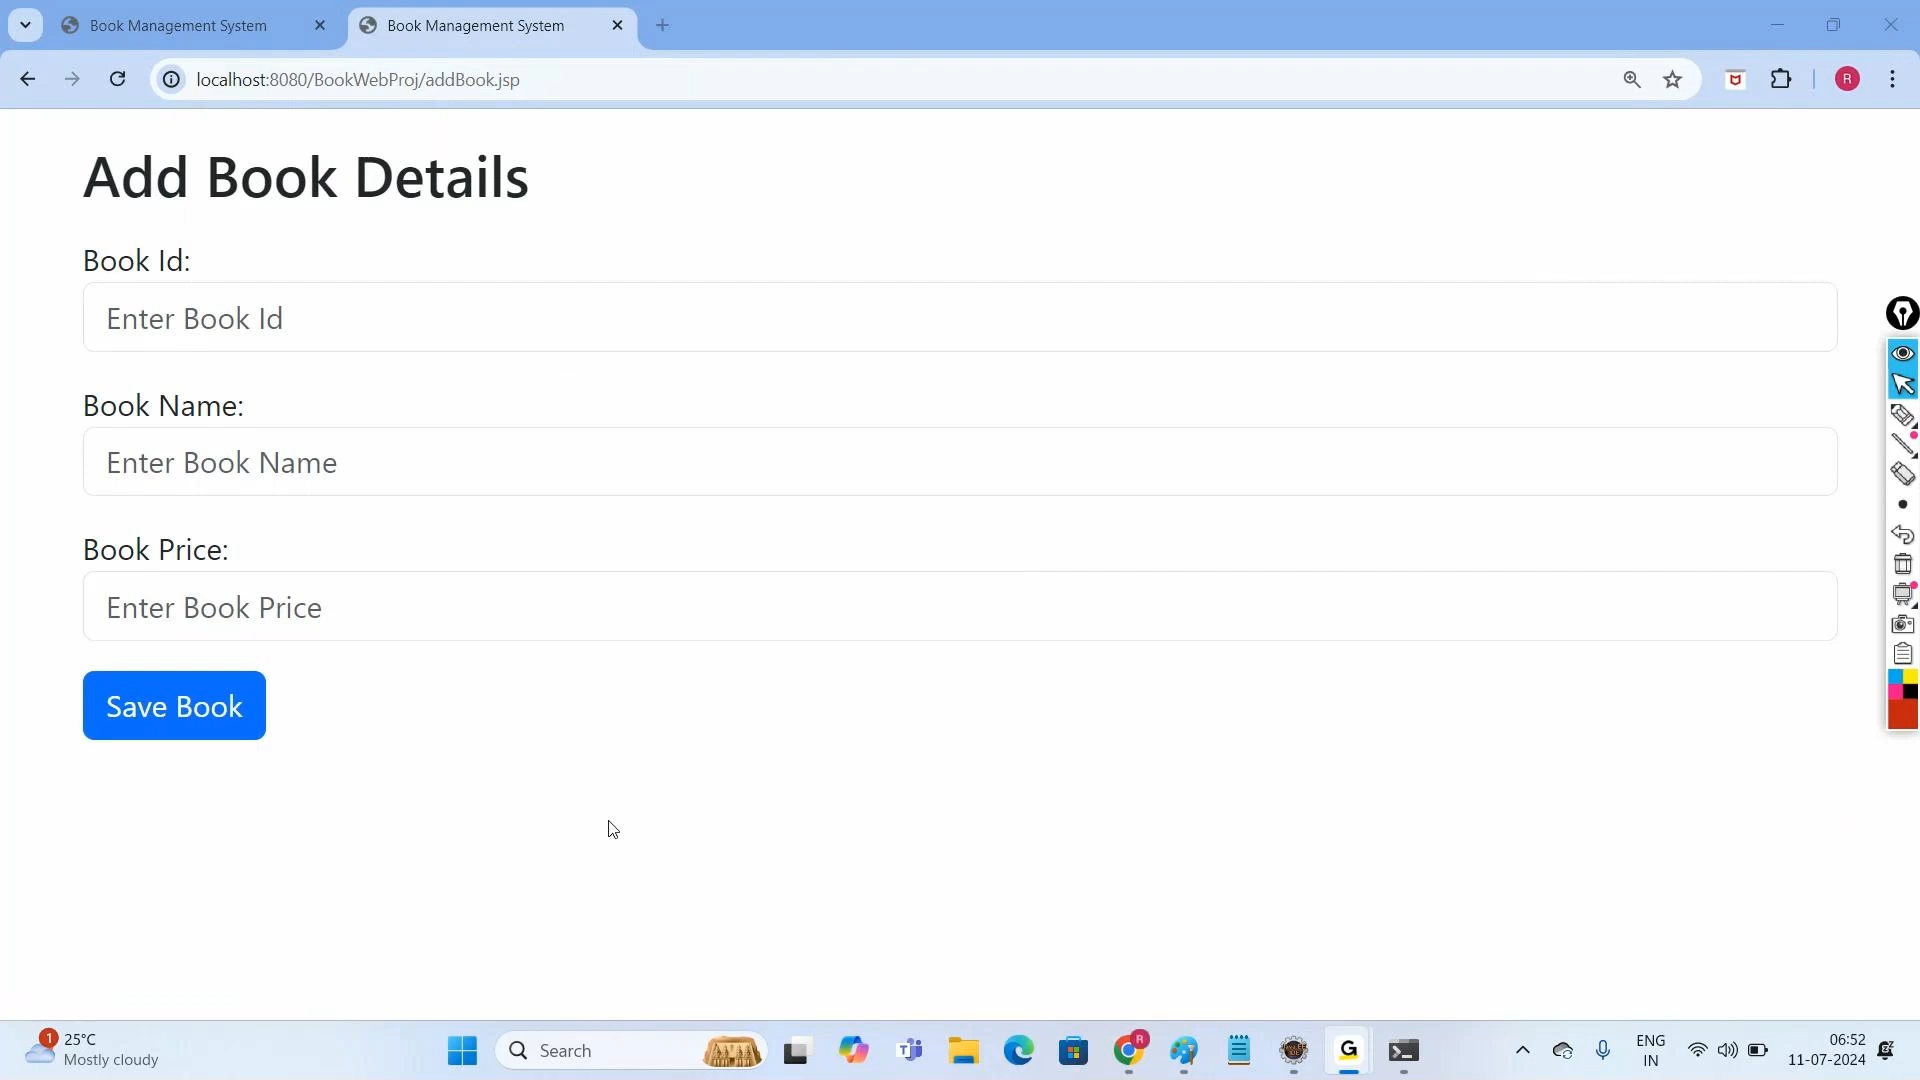 Book Management System
Book Management System
localhost:8080/BookWebProj/addBook.jsp
R
Add Book Details
Book Id:
Enter Book Id
Book Name:
Enter Book Name
Book Price:
Enter Book Price
Save Book
1
25°C
Mostly cloudy
Search
R
G
ENG
IN
06:52
11-07-2024